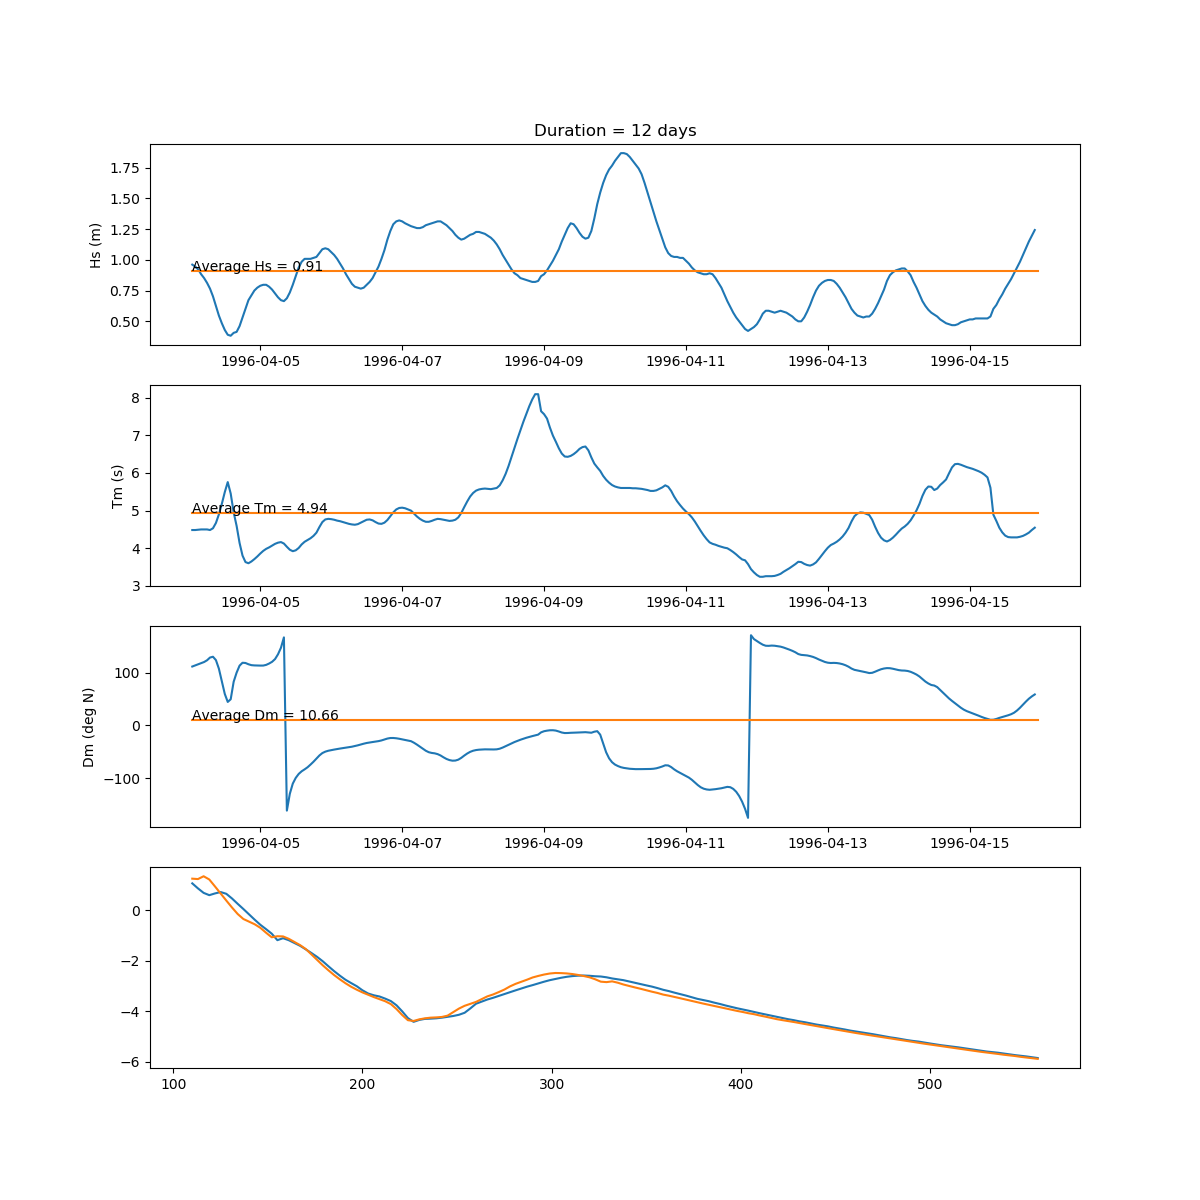 Duration = 12 days
Hs (m)
1.75
1.50
1.25
1.00
0.75
0.50
Average Hs = 0.91
1996-04-05 1996-04-07 1996-04-09 1996-04-11 1996-04-13 1996-04-15
Tm (s)
8
7
6
5
4
3
Average Tm = 4.94
1996-04-05 1996-04-07 1996-04-09 1996-04-11 1996-04-13 1996-04-15
Dm (deg N)
100
0
−100
Average Dm = 10.66
1996-04-05 1996-04-07 1996-04-09 1996-04-11 1996-04-13 1996-04-15
0
−2
−4
−6
100 200 300 400 500